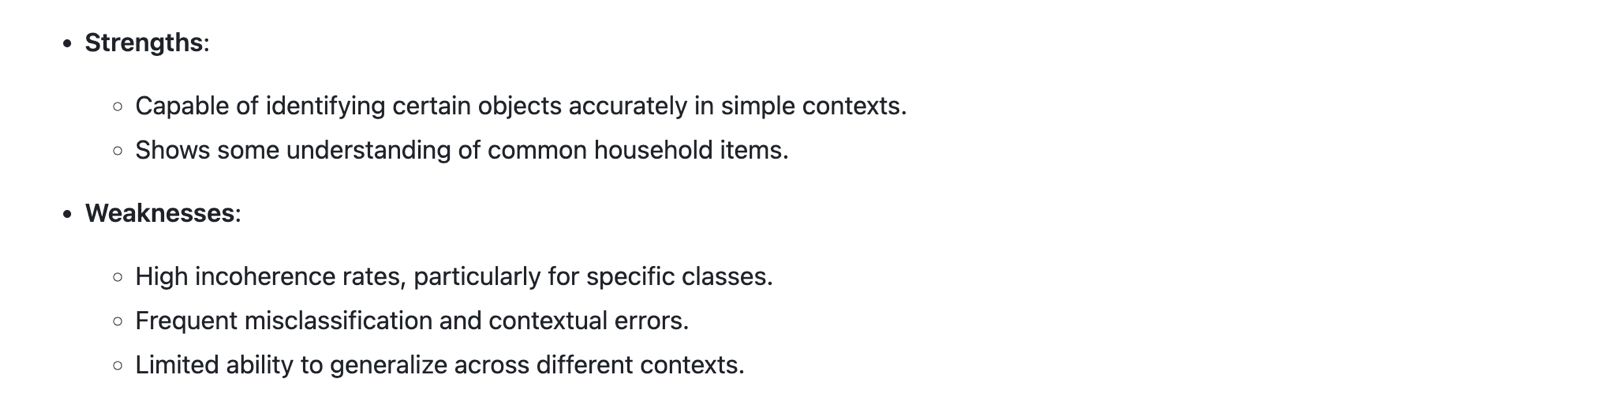 • Strengths:
○ Capable of identifying certain objects accurately in simple contexts.
○ Shows some understanding of common household items.
• Weaknesses:
○ High incoherence rates, particularly for specific classes.
○ Frequent misclassification and contextual errors.
○ Limited ability to generalize across different contexts.